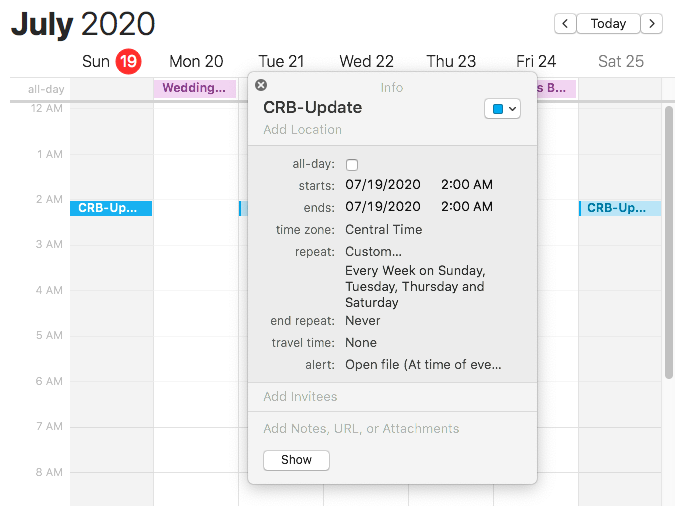 July 2020
Today
Sun 19 Mon 20 Tue 21 Wed 22 Thu 23 Fri 24 Sat 25
all-day Wedding... s B...
12 AM
1 AM
2 AM
3 AM
4 AM
5 AM
6 AM
7 AM
8 AM
CRB-Up...
CRB-Up...
Info
CRB-Update
Add Location
all-day:
starts: 07/19/2020 2:00 AM
ends: 07/19/2020 2:00 AM
time zone: Central Time
repeat: Custom...
Every Week on Sunday,
Tuesday, Thursday and
Saturday
end repeat: Never
travel time: None
alert: Open file (At time of eve...
Add Invitees
Add Notes, URL, or Attachments
Show